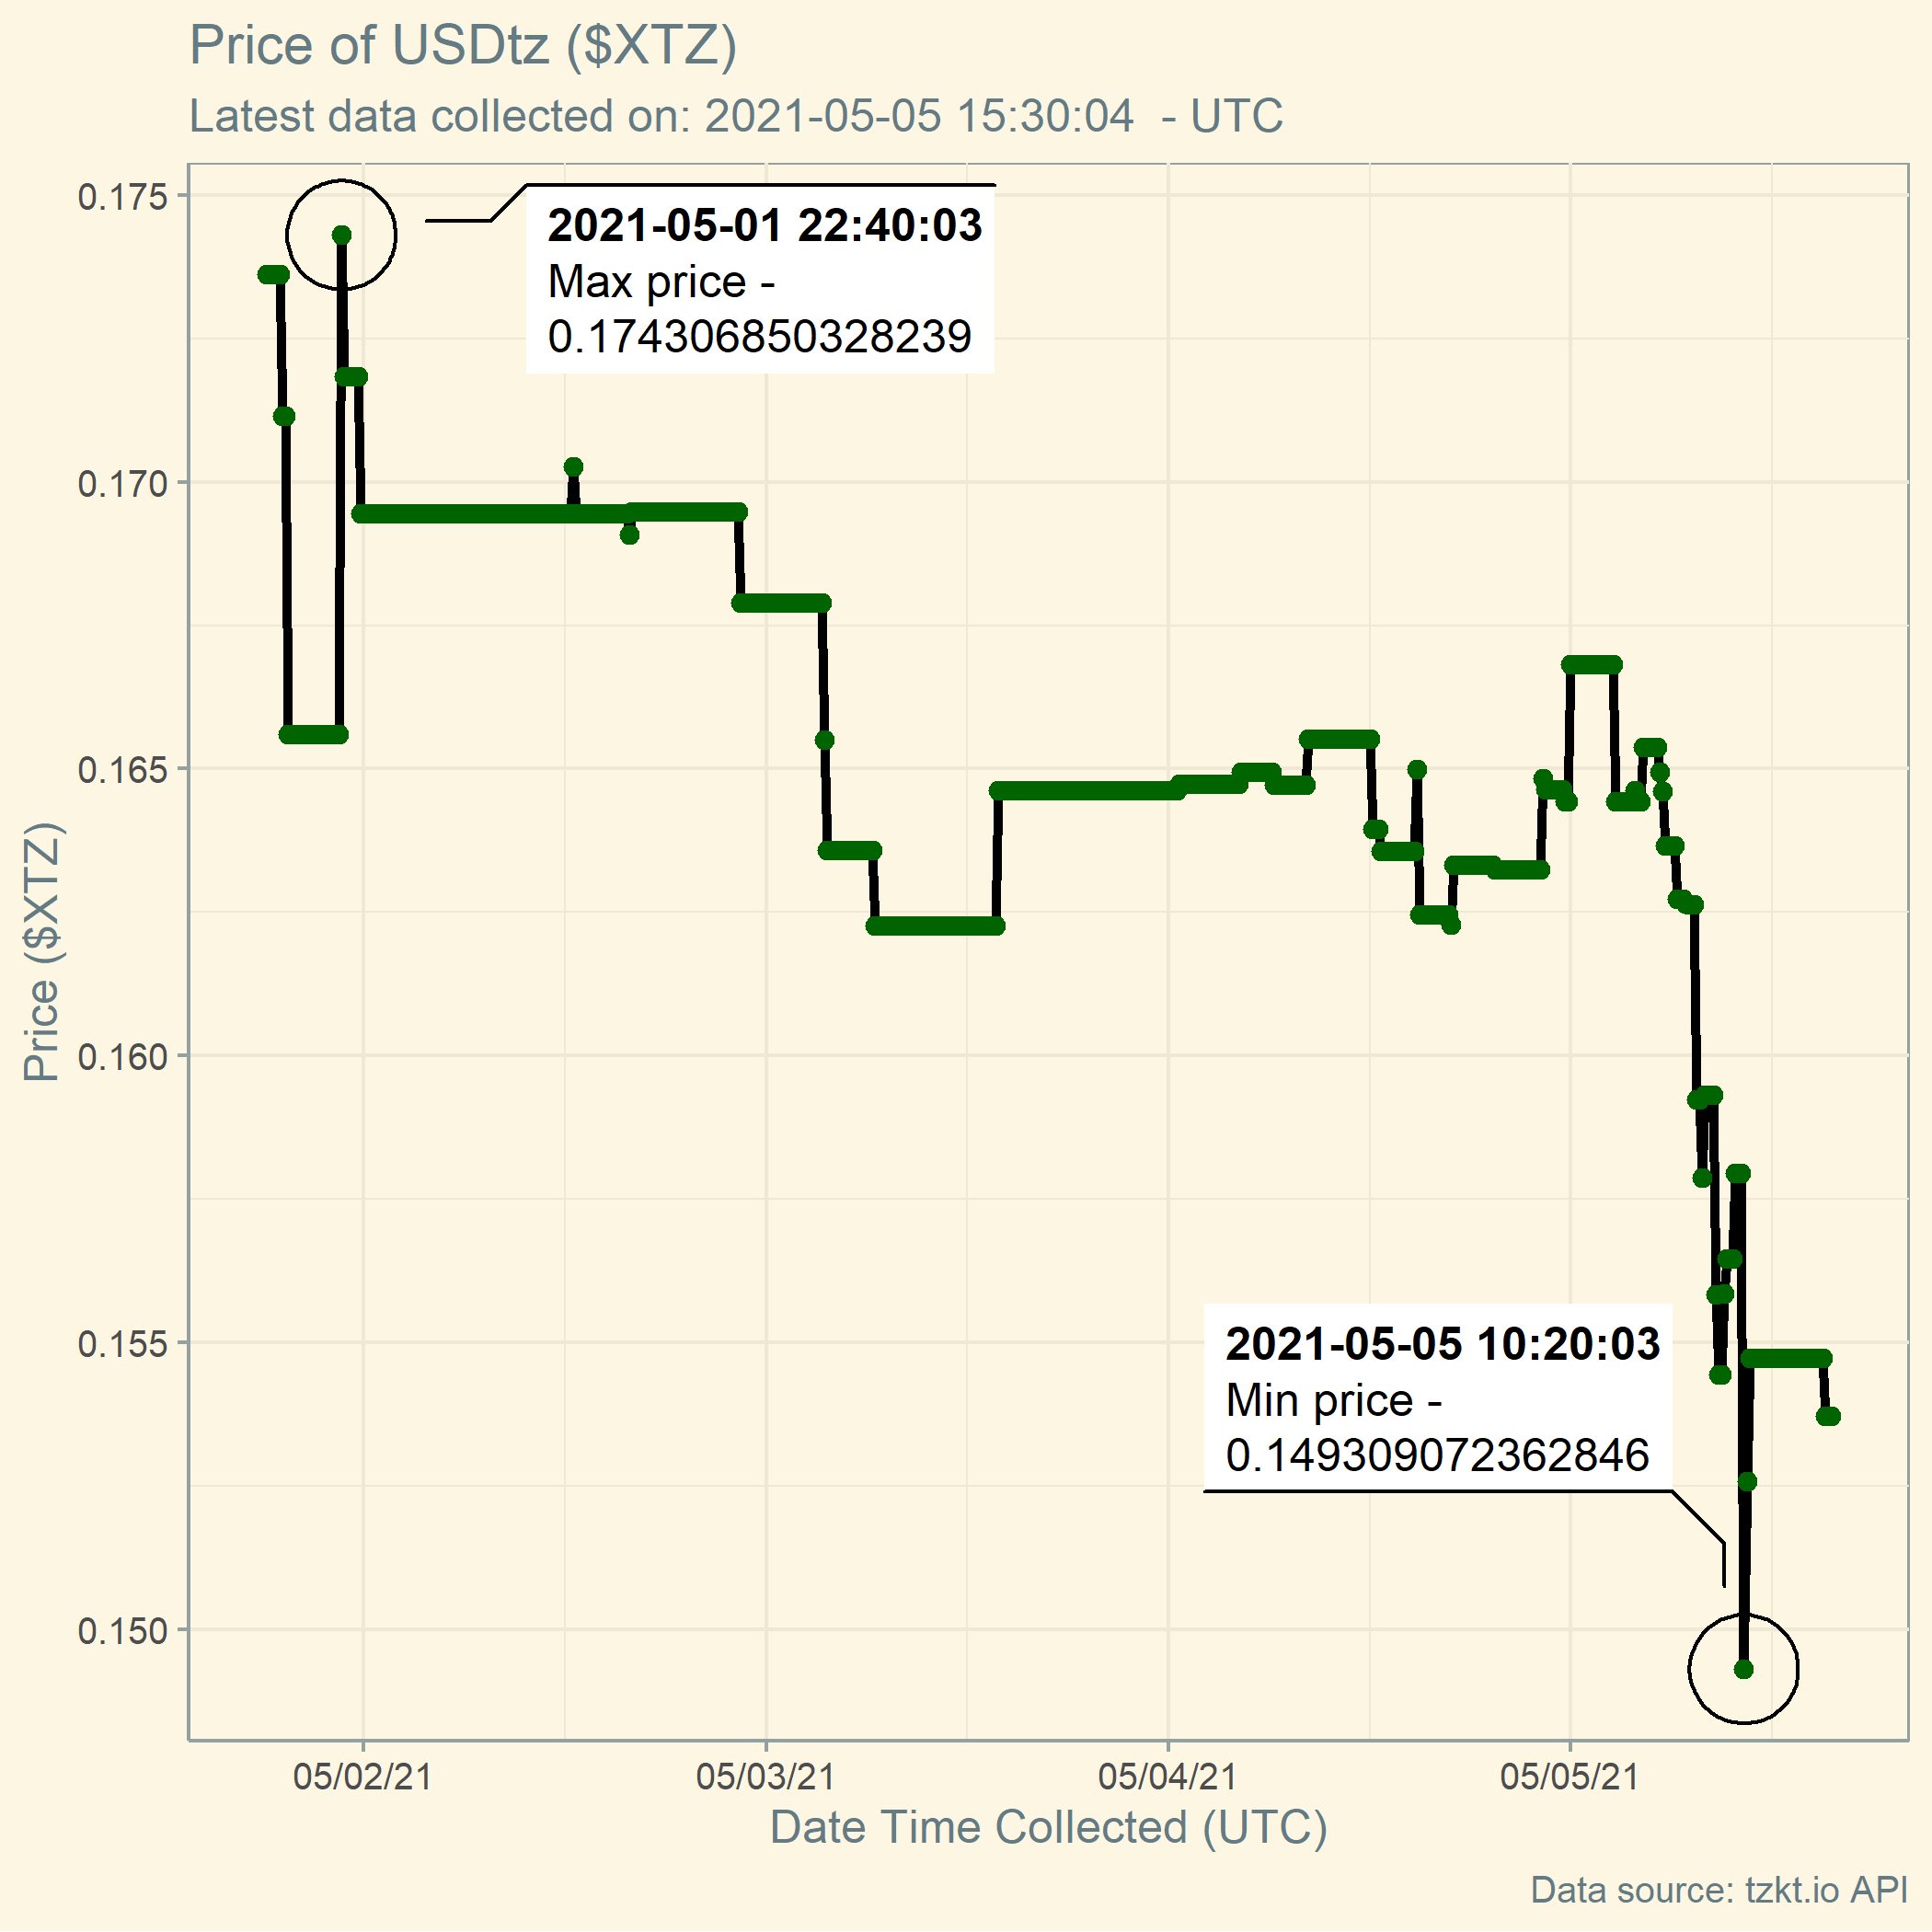 Price of USDtz ($XTZ)
Latest data collected on: 2021-05-05 15:30:04  - UTC
0.175
0.170
0.165
0.160
0.155
0.150
Price ($XTZ)
2021-05-01 22:40:03
Max price -
0.174306850328239
2021-05-05 10:20:03
Min price -
0.149309072362846
05/02/21
05/03/21
05/04/21
05/05/21
Date Time Collected (UTC)
Data source: tzkt.io API